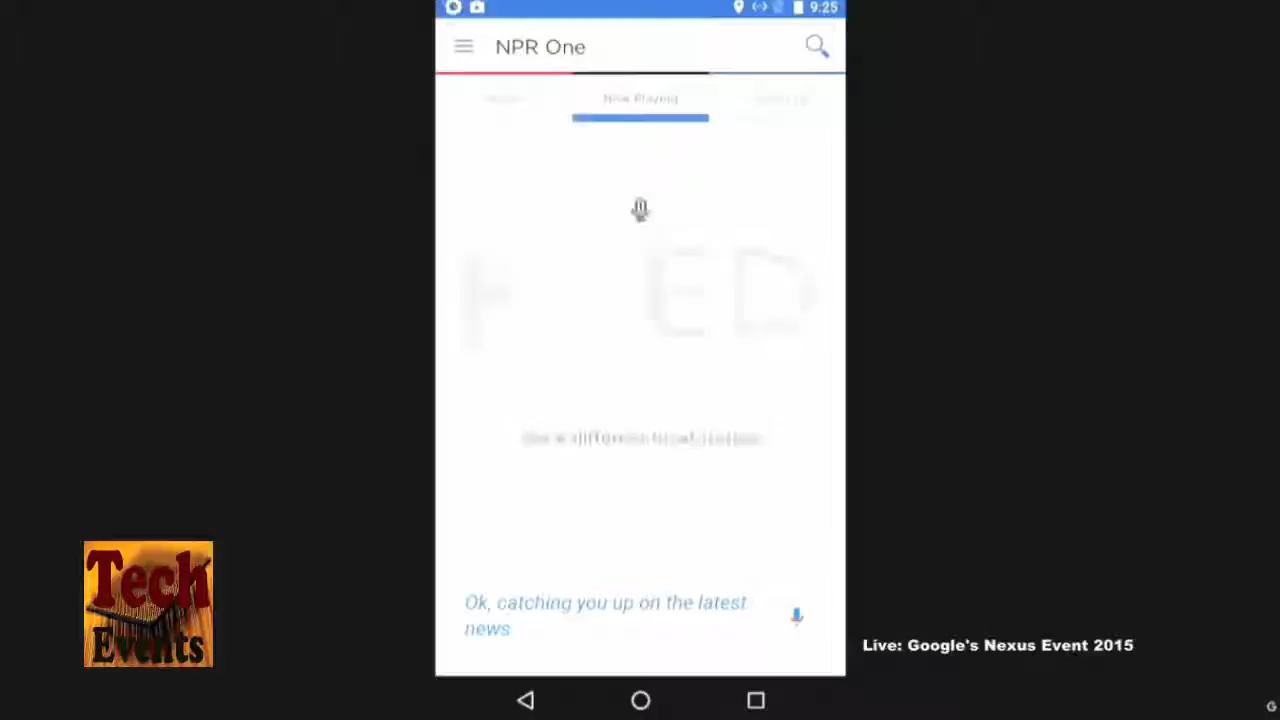 9:25
NPR One
Now Playing
ED
Ok, catching you up on the latest
news
Tech
Events
Live: Google's Nexus Event 2015
G